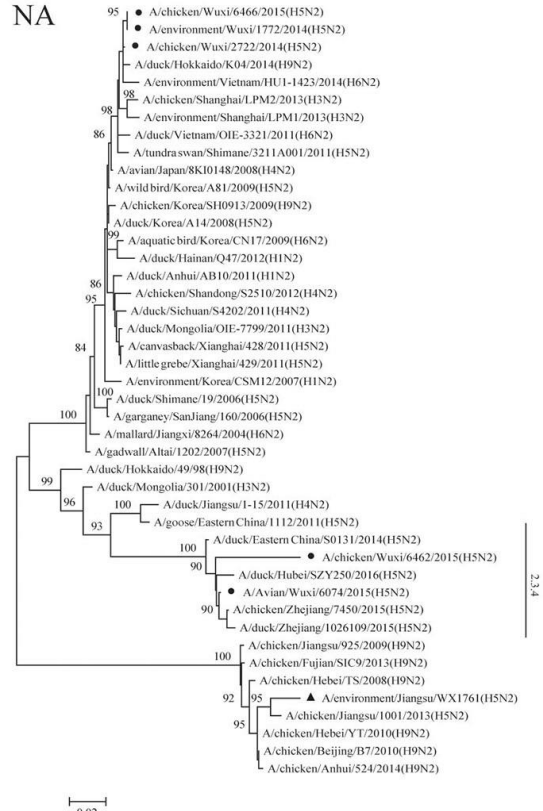 NA
95
A/chicken/Wuxi/6466/2015(H5N2)
A/environment/Wuxi/1772/2014(H5N2)
A/chicken/Wuxi/2722/2014(H5N2)
A/duck/Hokkaido/K04/2014(H9N2)
A/environment/Vietnam/HU1-1423/2014(H6N2)
98
A/chicken/Shanghai/LPM2/2013(H3N2)
98
A/environment/Shanghai/LPM1/2013(H3N2)
86
A/duck/Vietnam/OIE-3321/2011(H6N2)
A/tundra swan/Shimane/3211A001/2011(H5N2)
A/avian/Japan/8KI0148/2008(H4N2)
A/wild bird/Korea/A81/2009(H5N2)
A/chicken/Korea/SH0913/2009(H9N2)
A/duck/Korea/A14/2008(H5N2)
99
A/aquatic bird/Korea/CN17/2009(H6N2)
A/duck/Hainan/Q47/2012(H1N2)
A/duck/Anhui/AB10/2011(H1N2)
86
A/chicken/Shandong/S2510/2012(H4N2)
95
A/duck/Sichuan/S4202/2011(H4N2)
A/duck/Mongolia/OIE-7799/2011(H3N2)
84
A/canvasback/Xianghai/428/2011(H5N2)
A/little grebe/Xianghai/429/2011(H5N2)
A/environment/Korea/CSM12/2007(H1N2)
100
A/duck/Shimane/19/2006(H5N2)
100
A/garganey/SanJiang/160/2006(H5N2)
A/mallard/Jiangxi/8264/2004(H6N2)
A/gadwall/Altai/1202/2007(H5N2)
A/duck/Hokkaido/49/98(H9N2)
99
A/duck/Mongolia/301/2001(H3N2)
96
100
A/duck/Jiangsu/1-15/2011(H4N2)
93
A/goose/Eastern China/1112/2011(H5N2)
A/duck/Eastern China/S0131/2014(H5N2)
100
A/chicken/Wuxi/6462/2015(H5N2)
90
A/duck/Hubei/SZY250/2016(H5N2)
A/Avian/Wuxi/6074/2015(H5N2)
2.3.4
90
A/chicken/Zhejiang/7450/2015(H5N2)
A/duck/Zhejiang/1026109/2015(H5N2)
A/chicken/Jiangsu/925/2009(H9N2)
100
A/chicken/Fujian/SIC9/2013(H9N2)
A/chicken/Hebei/TS/2008(H9N2)
92
95
A/environment/Jiangsu/WX1761(H5N2)
A/chicken/Jiangsu/1001/2013(H5N2)
95
A/chicken/Hebei/YT/2010(H9N2)
A/chicken/Beijing/B7/2010(H9N2)
A/chicken/Anhui/524/2014(H9N2)